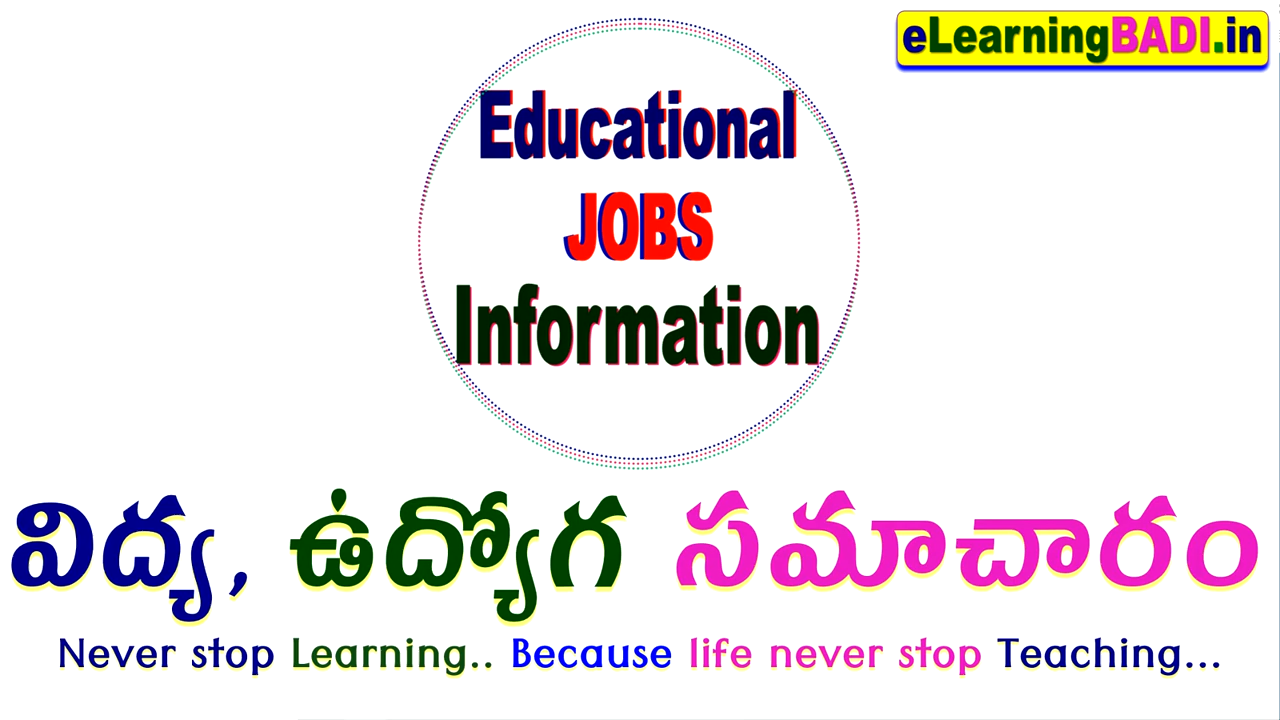 eLearningBADI.in
Educational
JOBS
Information
విద్య, ఉద్యోగ సమాచారం
Never stop Learning.. Because life never stop Teaching...